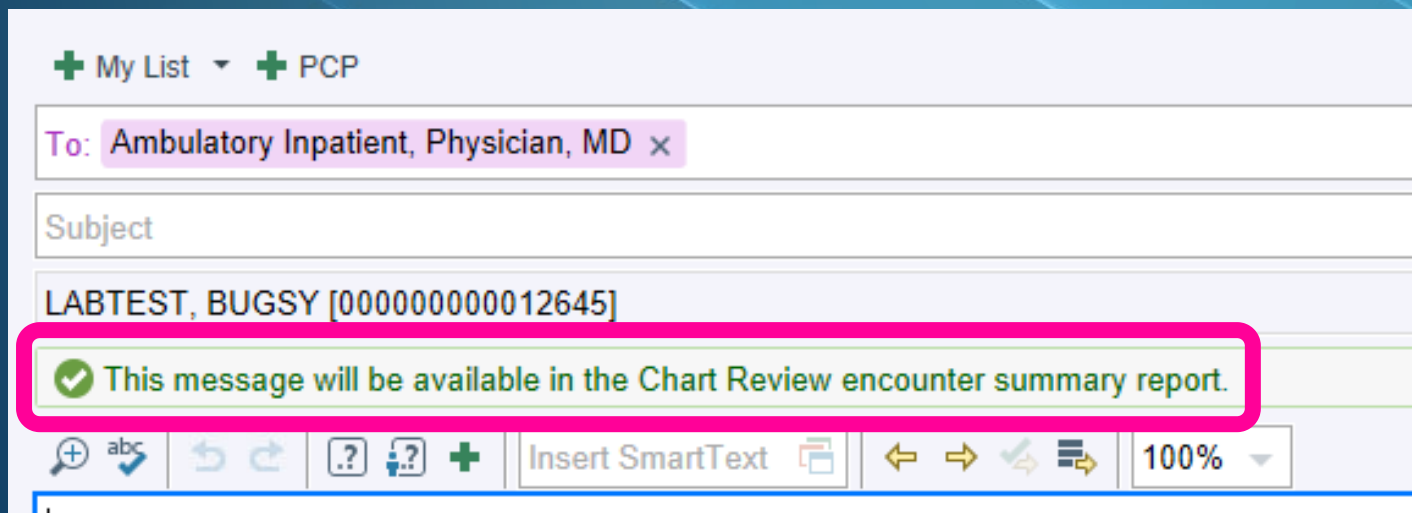 My List PCP
To: Ambulatory Inpatient, Physician, MD ×
Subject
LABTEST, BUGSY [000000000012645]
This message will be available in the Chart Review encounter summary report.
abc .? .? Insert SmartText 100%